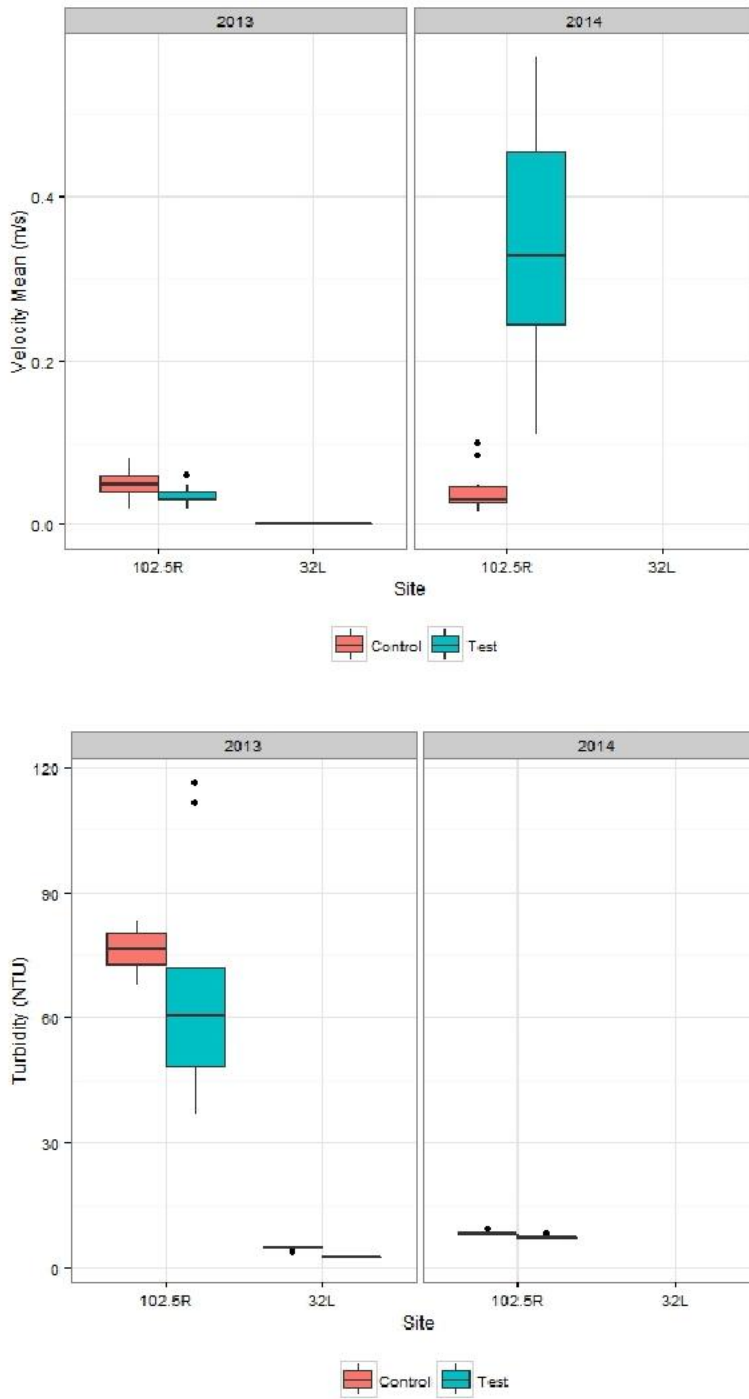 2013 2014
Velocity Mean (m/s)
0.4
0.2
0.0
102.5R 32L 102.5R 32L
Site
Control Test
2013 2014
Turbidity (NTU)
120
90
60
30
0
102.5R 32L 102.5R 32L
Site
Control Test